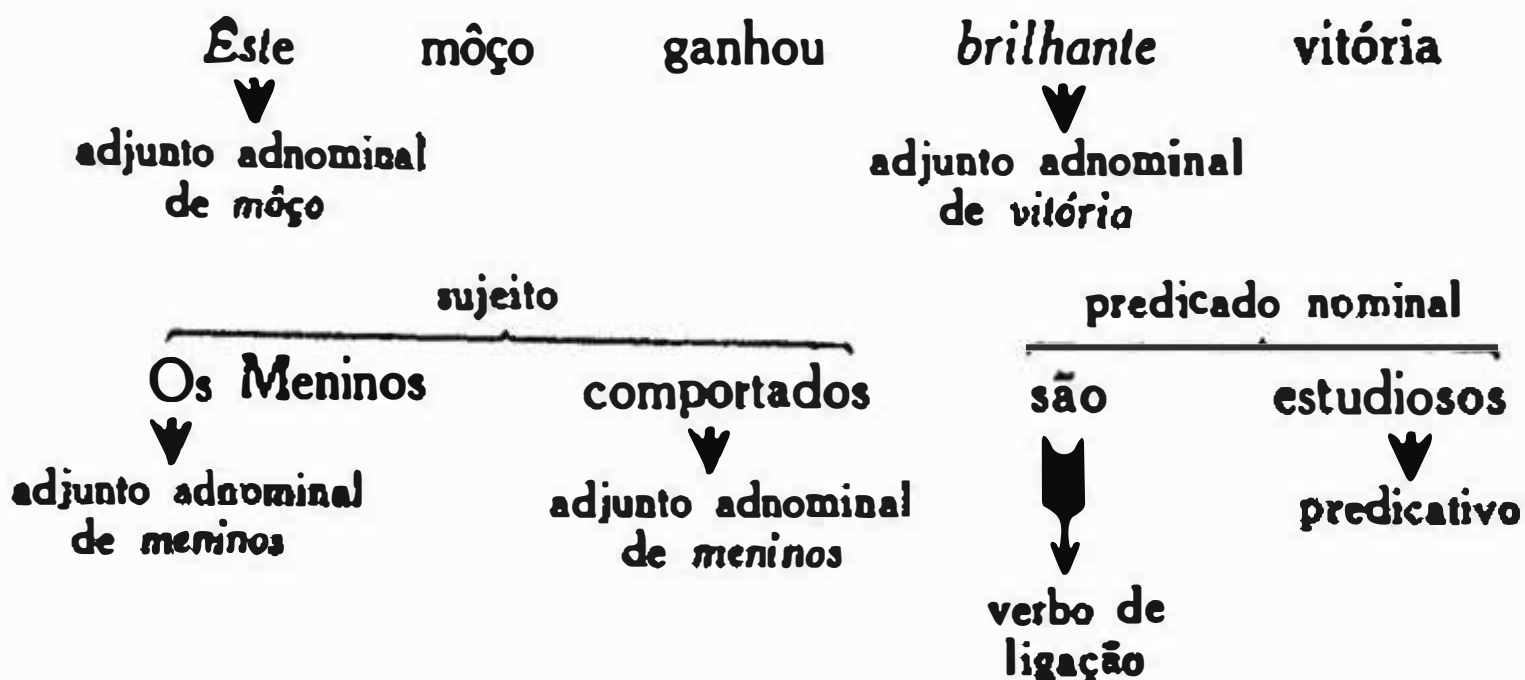 Este môço ganhou brilhante vitória
adjunto adnominal
de môço
adjunto adnominal
de vitória
sujeito
predicado nominal
Os Meninos comportados são estudiosos
adjunto adnominal
de meninos
adjunto adnominal
de meninos
predicativo
verbo de
ligação